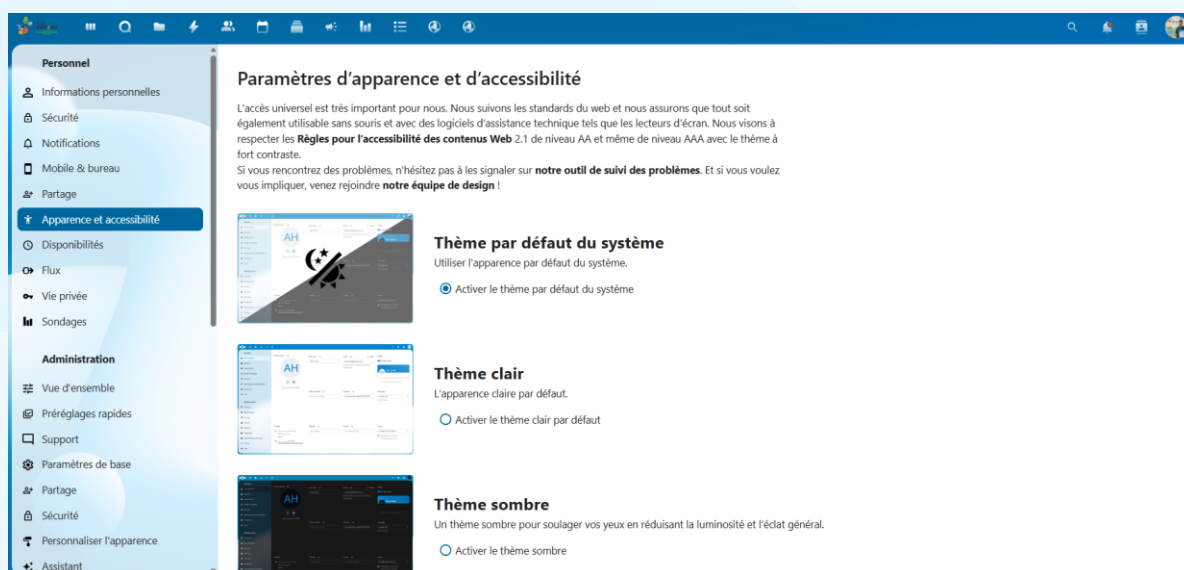 Personnel
Informations personnelles
Sécurité
Notifications
Mobile & bureau
Partage
Apparence et accessibilité
Disponibilités
Flux
Vie privée
Sondages
Administration
Vue d'ensemble
Préréglages rapides
Support
Paramètres de base
Partage
Sécurité
Personnaliser l'apparence
Assistant
Paramètres d'apparence et d'accessibilité
L'accès universel est très important pour nous. Nous suivons les standards du web et nous assurons que tout soit
également utilisable sans souris et avec des logiciels d'assistance technique tels que les lecteurs d'écran. Nous visons à
respecter les Règles pour l'accessibilité des contenus Web 2.1 de niveau AA et même de niveau AAA avec le thème à
fort contraste.
Si vous rencontrez des problèmes, n'hésitez pas à les signaler sur notre outil de suivi des problèmes. Et si vous voulez
vous impliquer, venez rejoindre notre équipe de design !
AH
Thème par défaut du système
Utiliser l'apparence par défaut du système.
Activer le thème par défaut du système
AH
Thème clair
L'apparence claire par défaut.
Activer le thème clair par défaut
AH
Thème sombre
Un thème sombre pour soulager vos yeux en réduisant la luminosité et l'éclat général.
Activer le thème sombre